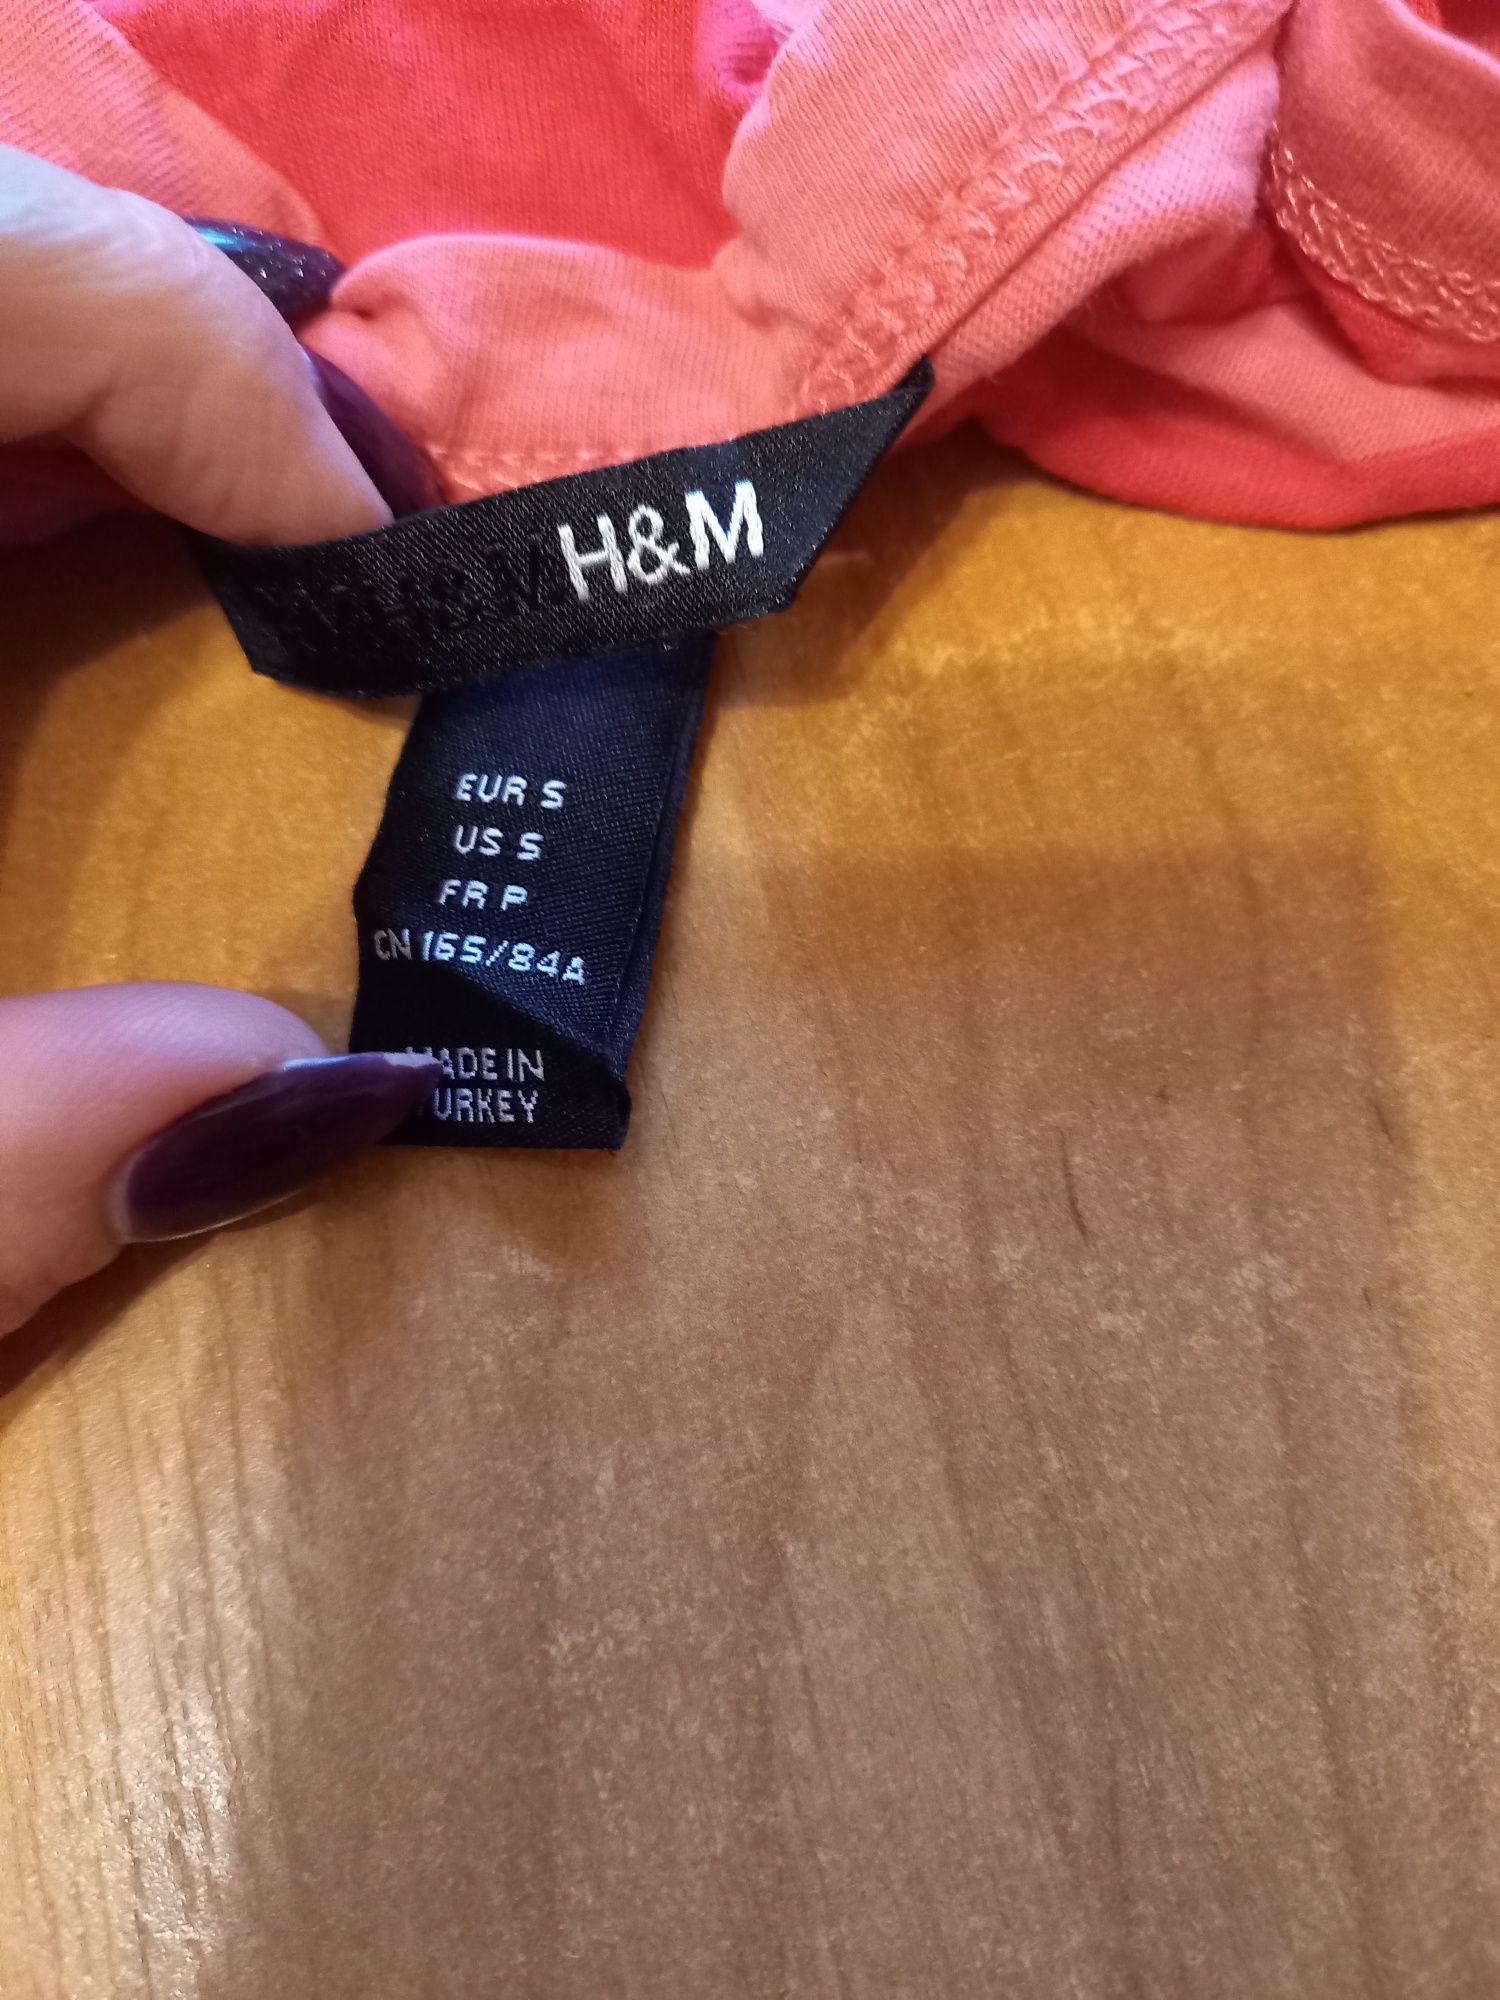 H&M
EUR S
US S
FR P
CN 165/84A
MADE IN
TURKEY